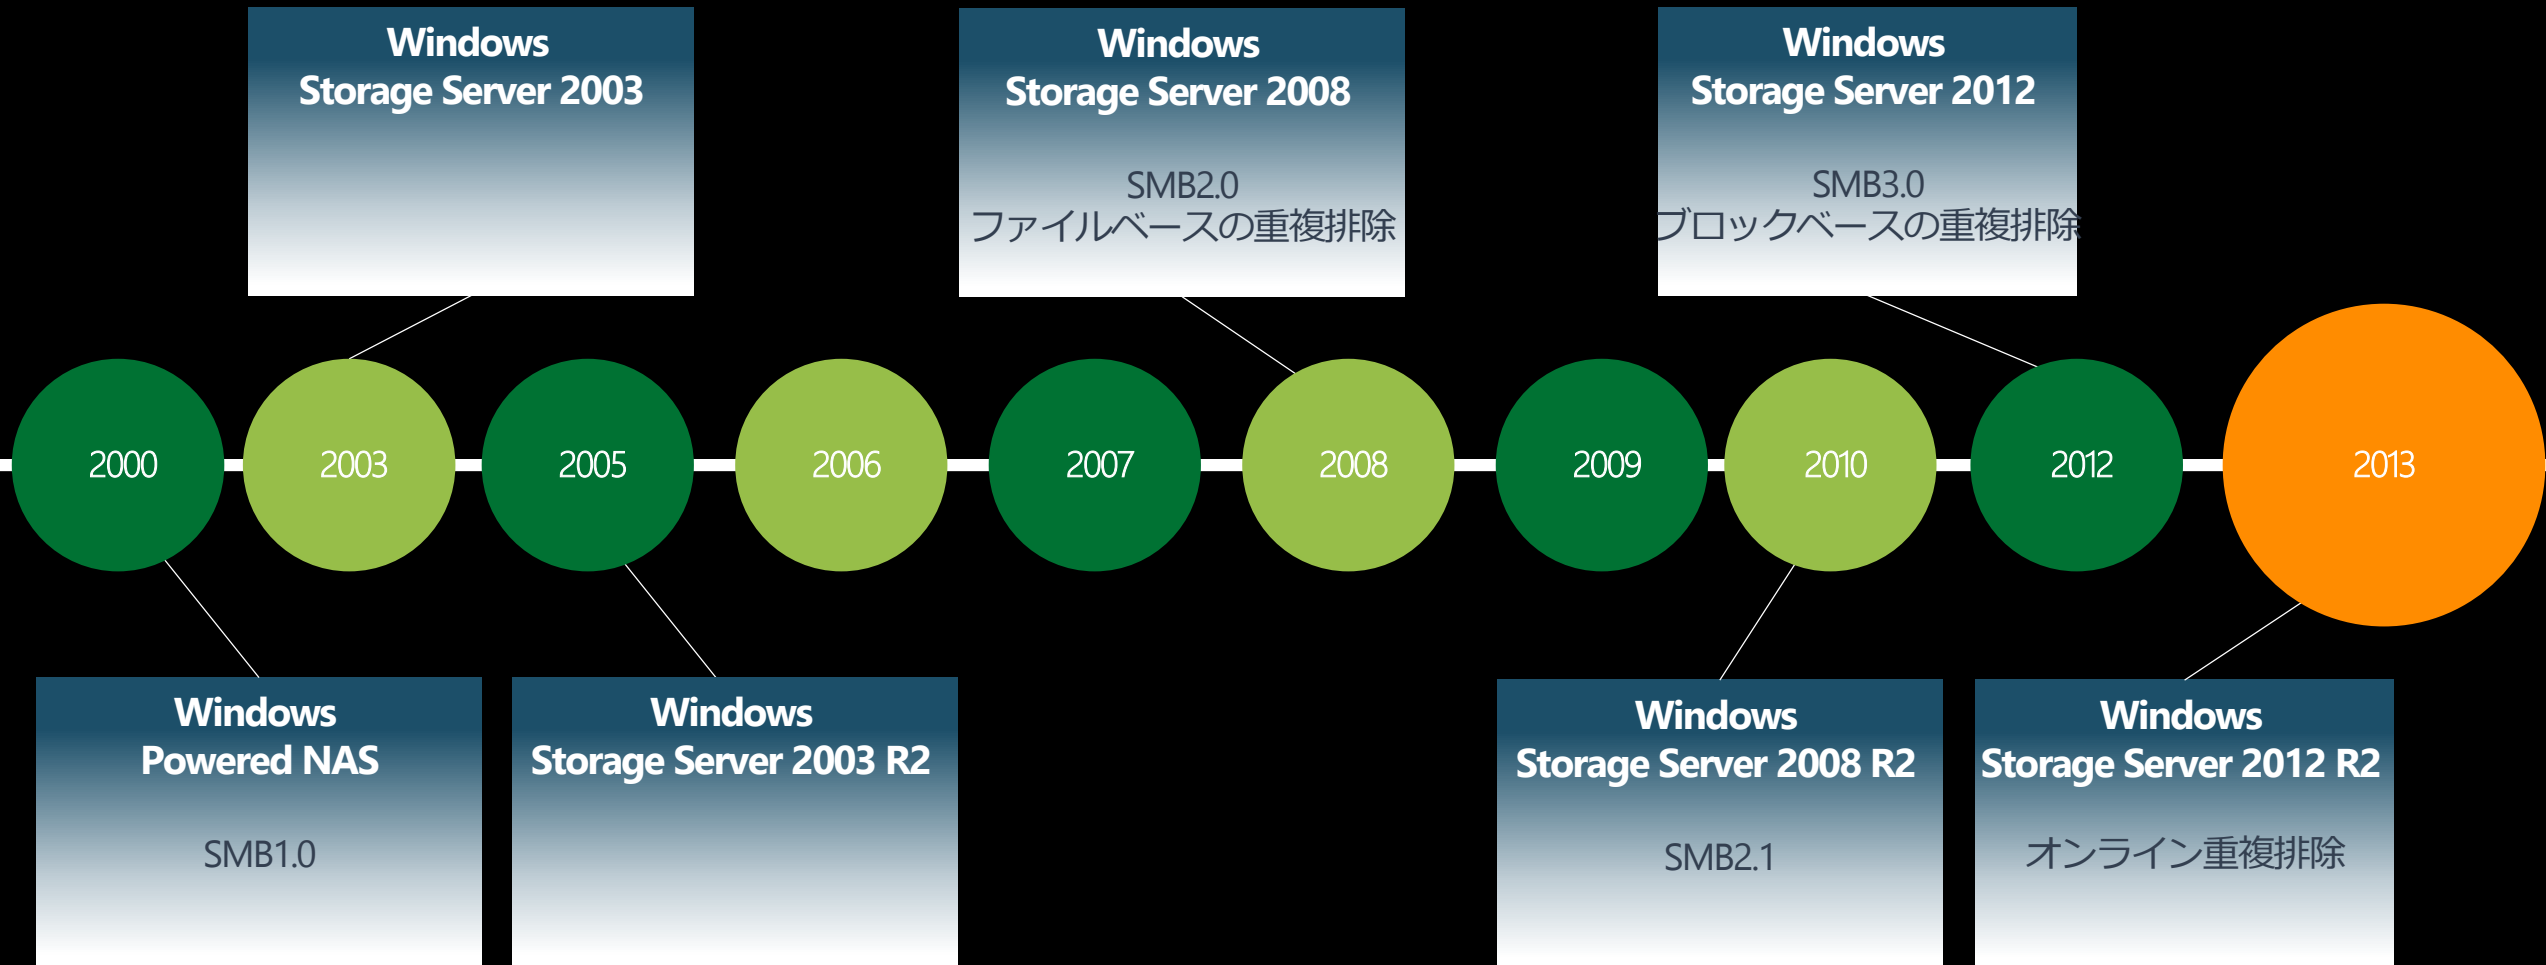 Windows
Storage Server 2003
Windows
Storage Server 2008
SMB2.0
ファイルベースの重複排除
Windows
Storage Server 2012
SMB3.0
ブロックベースの重複排除
2000
2003
2005
2006
2007
2008
2009
2010
2012
2013
Windows
Powered NAS
SMB1.0
Windows
Storage Server 2003 R2
Windows
Storage Server 2008 R2
SMB2.1
Windows
Storage Server 2012 R2
オンライン重複排除